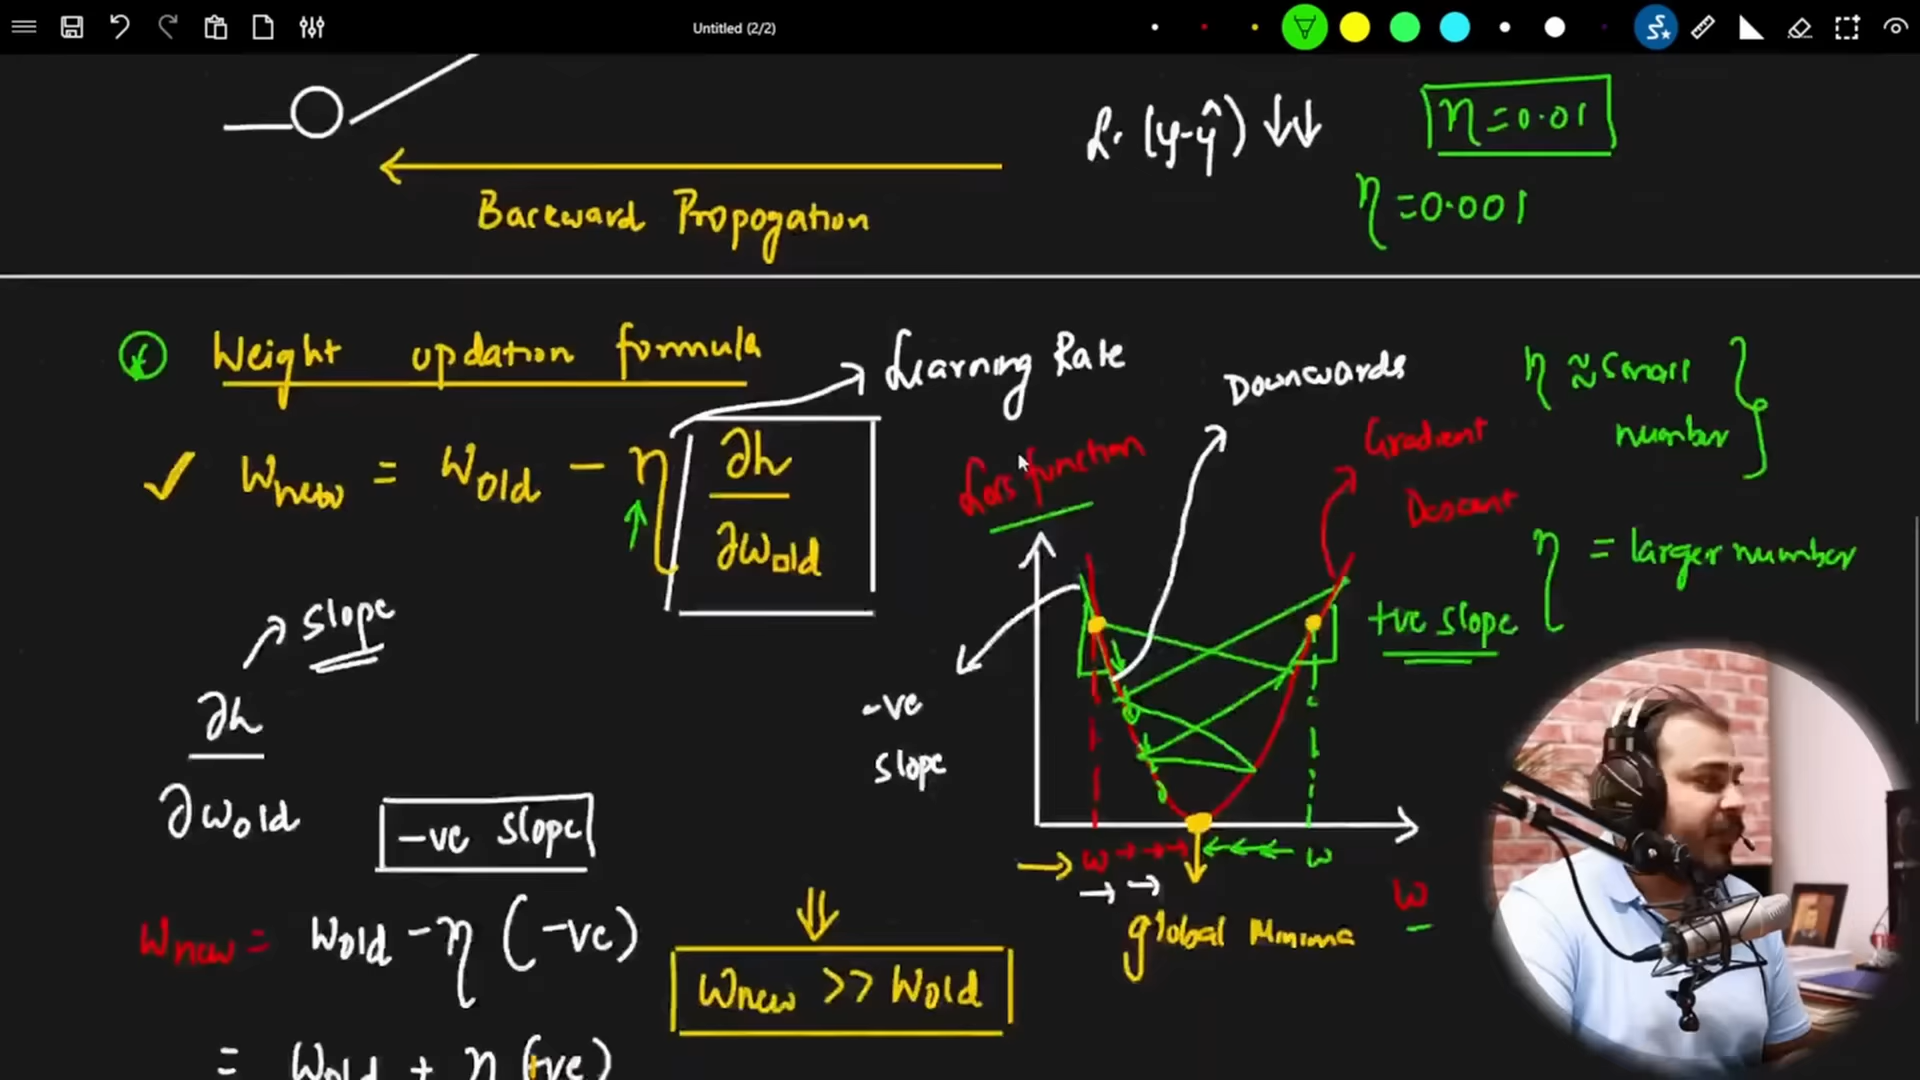 Untitled (2/2)
L· (y-ŷ) ↓↓
η = 0.01
η = 0.001
Backward Propogation
Weight updation formula
→ Learning Rate
Downwards
η ≈ small
number
✓ Wnew = Wold - η ∂L/∂Wold
Loss function
Gradient
Descent
η = larger number
+ve slope
→ slope
∂L/∂Wold
-ve
slope
-ve slope
W
W
W
global Minima
Wnew = Wold - η (-ve)
Wnew >> Wold
= Wold + η (+ve)